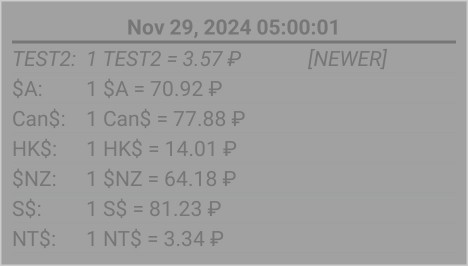 Nov 29, 2024 05:00:01
TEST2: 1 TEST2 = 3.57 ₽ [NEWER]
$A: 1 $A = 70.92 ₽
Can$: 1 Can$ = 77.88 ₽
HK$: 1 HK$ = 14.01 ₽
$NZ: 1 $NZ = 64.18 ₽
S$: 1 S$ = 81.23 ₽
NT$: 1 NT$ = 3.34 ₽